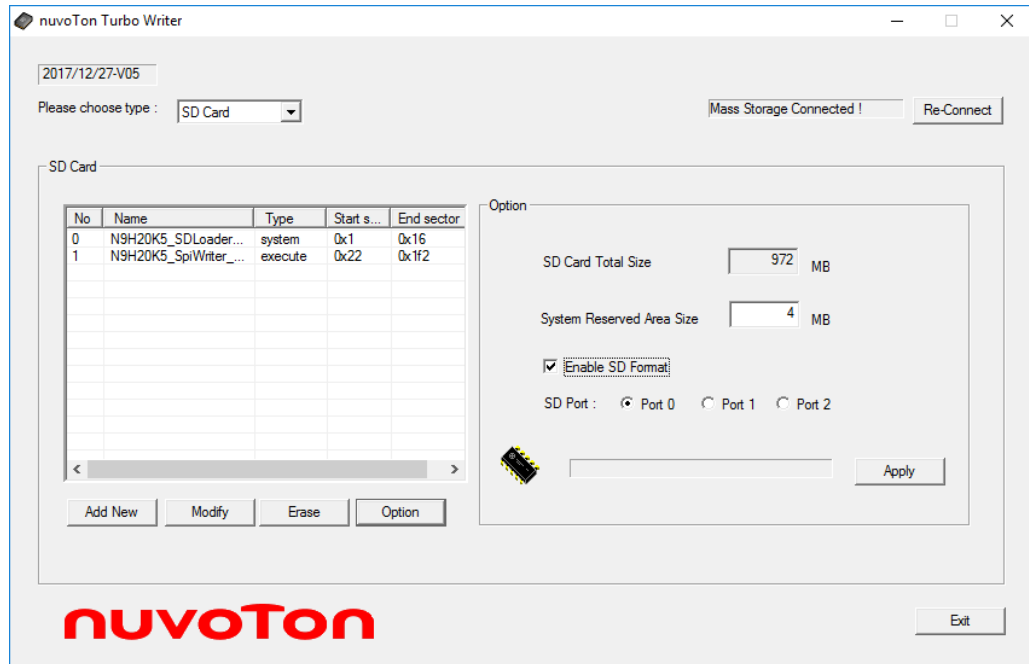 nuvoTon Turbo Writer
2017/12/27-V05
Please choose type : SD Card
Mass Storage Connected ! Re-Connect
SD Card
No Name Type Start s... End sector
0 N9H20K5_SDLoader... system 0x1 0x16
1 N9H20K5_SpiWriter_... execute 0x22 0x1f2
Add New Modify Erase Option
Option
SD Card Total Size 972 MB
System Reserved Area Size 4 MB
Enable SD Format
SD Port : Port 0 Port 1 Port 2
Apply
nuvoTon
Exit